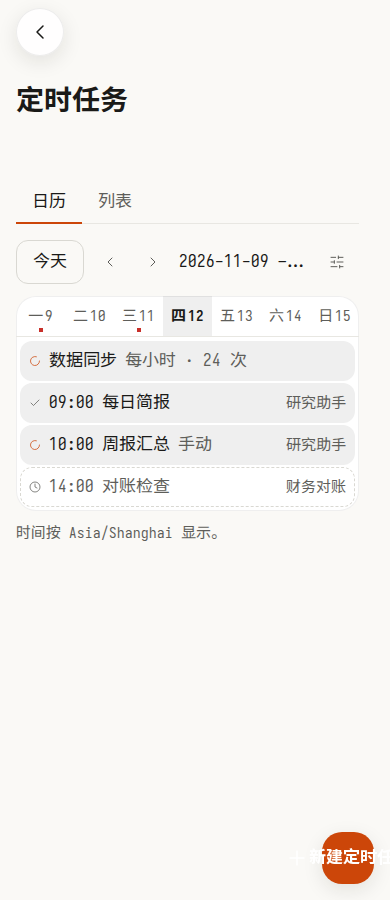 定时任务
日历 列表
今天 2026-11-09 –...
一9 二10 三11 四12 五13 六14 日15
数据同步 每小时 · 24 次
09:00 每日简报 研究助手
10:00 周报汇总 手动 研究助手
14:00 对账检查 财务对账
时间按 Asia/Shanghai 显示。
新建定时